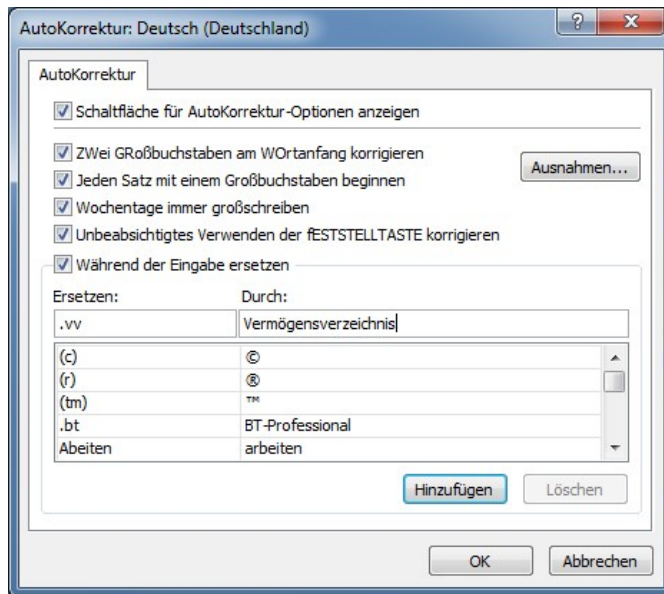 AutoKorrektur: Deutsch (Deutschland)
?
X
AutoKorrektur
Schaltfläche für AutoKorrektur-Optionen anzeigen
ZWei GRoßbuchstaben am WOrtanfang korrigieren
Ausnahmen...
Jeden Satz mit einem Großbuchstaben beginnen
Wochentage immer großschreiben
Unbeabsichtigtes Verwenden der fESTSTELLTASTE korrigieren
Während der Eingabe ersetzen
Ersetzen: Durch:
.vv Vermögensverzeichnis
(c) ©
(r) ®
(tm) ™
.bt BT-Professional
Abeiten arbeiten
Hinzufügen Löschen
OK Abbrechen